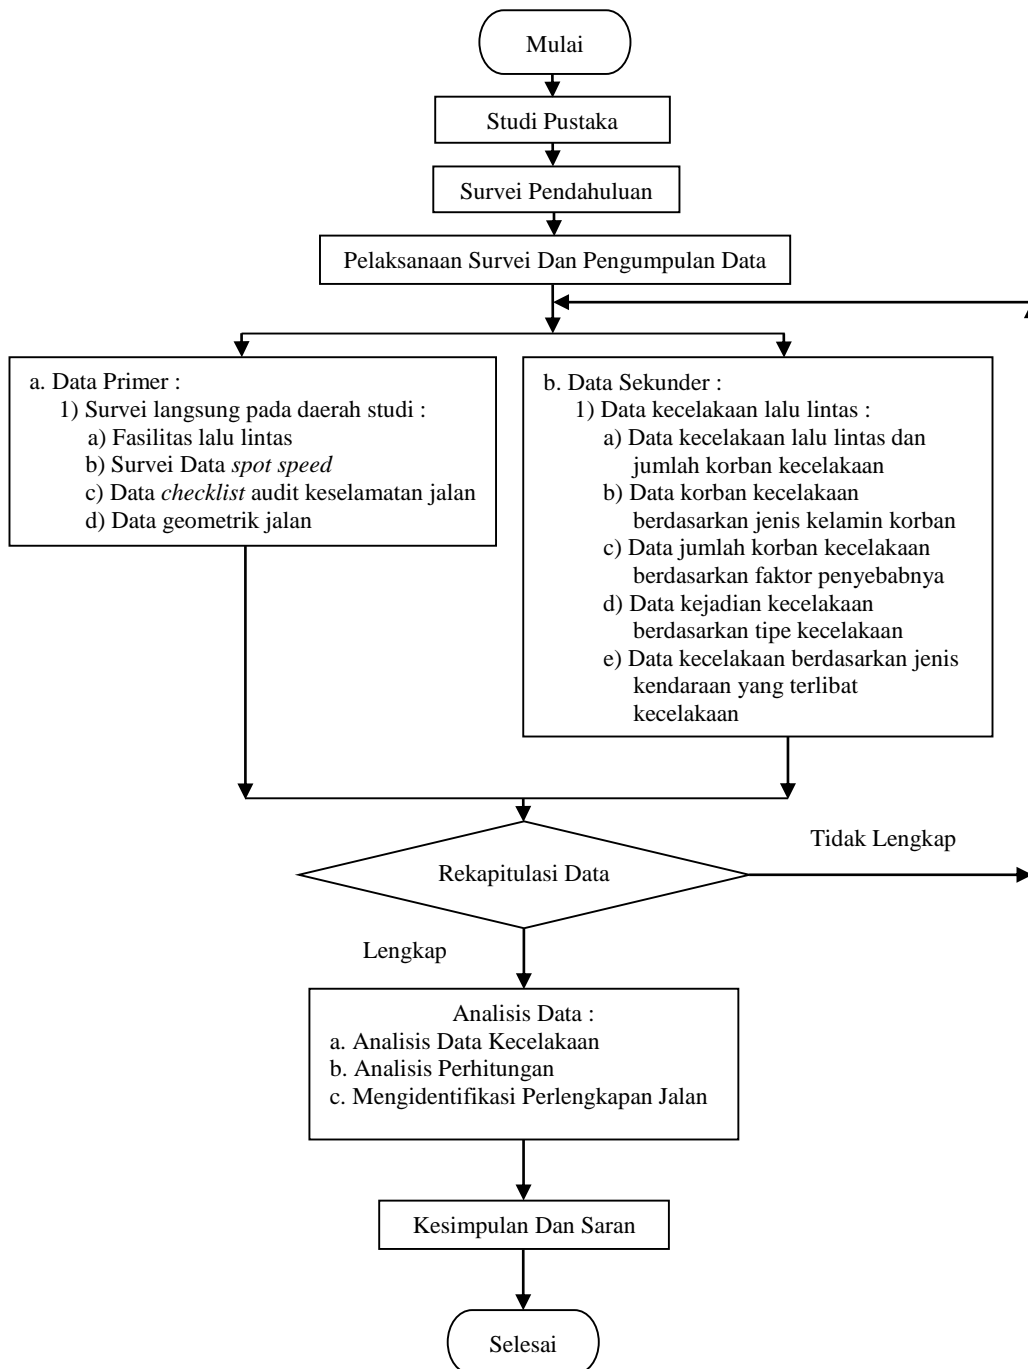 Mulai
Studi Pustaka
Survei Pendahuluan
Pelaksanaan Survei Dan Pengumpulan Data
a. Data Primer :
1) Survei langsung pada daerah studi :
a) Fasilitas lalu lintas
b) Survei Data spot speed
c) Data checklist audit keselamatan jalan
d) Data geometrik jalan
b. Data Sekunder :
1) Data kecelakaan lalu lintas :
a) Data kecelakaan lalu lintas dan
jumlah korban kecelakaan
b) Data korban kecelakaan
berdasarkan jenis kelamin korban
c) Data jumlah korban kecelakaan
berdasarkan faktor penyebabnya
d) Data kejadian kecelakaan
berdasarkan tipe kecelakaan
e) Data kecelakaan berdasarkan jenis
kendaraan yang terlibat
kecelakaan
Rekapitulasi Data
Tidak Lengkap
Lengkap
Analisis Data :
a. Analisis Data Kecelakaan
b. Analisis Perhitungan
c. Mengidentifikasi Perlengkapan Jalan
Kesimpulan Dan Saran
Selesai